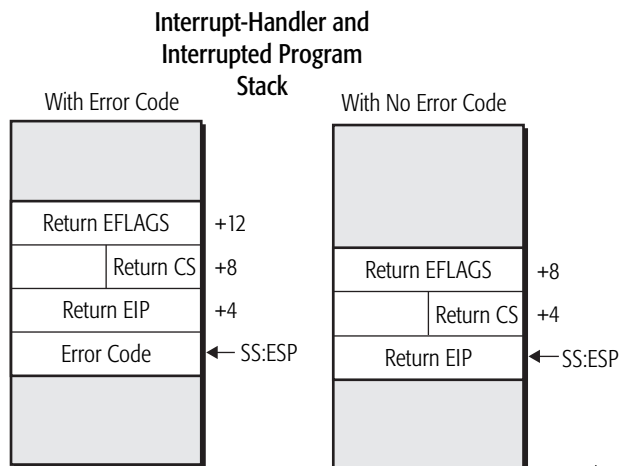 Interrupt-Handler and
Interrupted Program
Stack
With Error Code
Return EFLAGS +12
Return CS +8
Return EIP +4
Error Code SS:ESP
With No Error Code
Return EFLAGS +8
Return CS +4
Return EIP SS:ESP